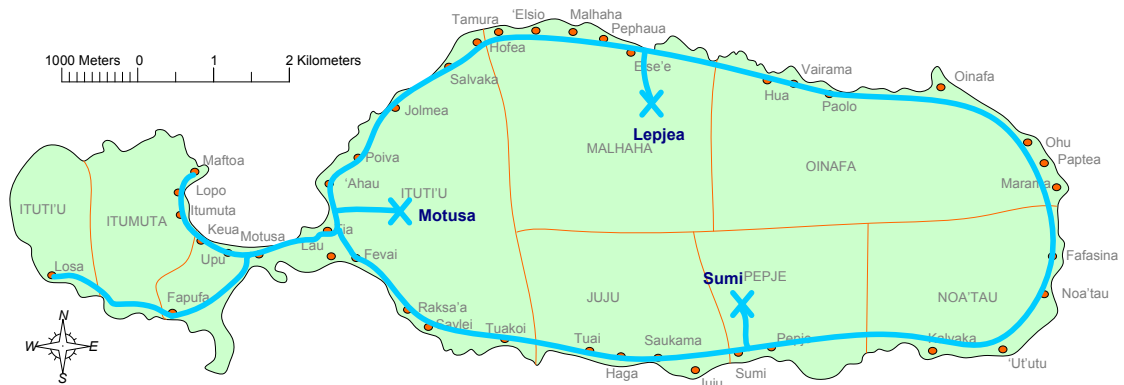 'Elsio
Malhaha
Tamura
Pephaua
Hofea
1000 Meters 0 1 2 Kilometers
Else'e
Vairama
Oinafa
Salvaka
Hua
Paolo
Jolmea
Lepjea
Ohu
MALHAHA
Maftoa
Poiva
Paptea
OINAFA
'Ahau
Marama
ITUTI'U
Lopo
ITUTI'U
Itumuta
Motusa
ITUMUTA
Keua
Fia
Motusa
Lau
Upu
Fevai
Fafasina
Losa
Sumi
PEPJE
Noa'tau
NOA'TAU
JUJU
Fapufa
Raksa'a
Savlei
N
Tuakoi
Tuai
Saukama
Pepje
Kalvaka
W E
'Ut'utu
Haga
Sumi
Juju
S